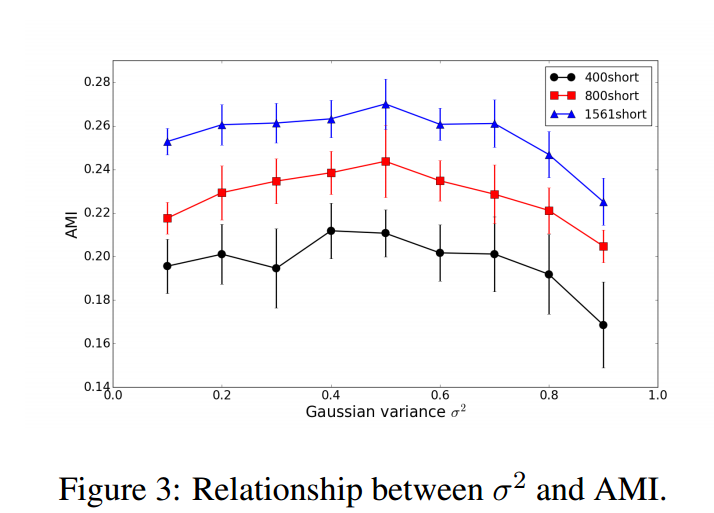 0.28
0.26
0.24
0.22
0.20
0.18
0.16
0.14
AMI
400short
800short
1561short
0.0 0.2 0.4 0.6 0.8 1.0
Gaussian variance σ²
Figure 3: Relationship between σ² and AMI.